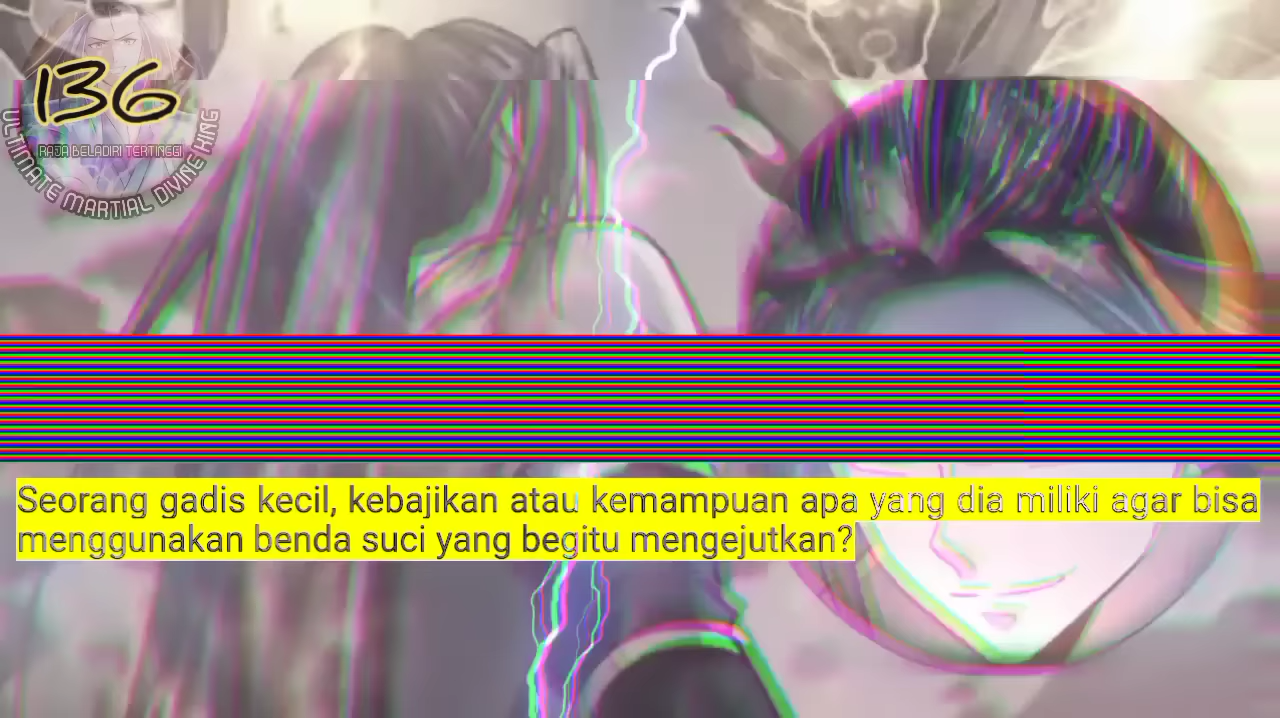 136
RAJA BELADIRI TERTINGGI
ULTIMATE MARTIAL DIVINE KING
Seorang gadis kecil, kebajikan atau kemampuan apa yang dia miliki agar bisa
menggunakan benda suci yang begitu mengejutkan?